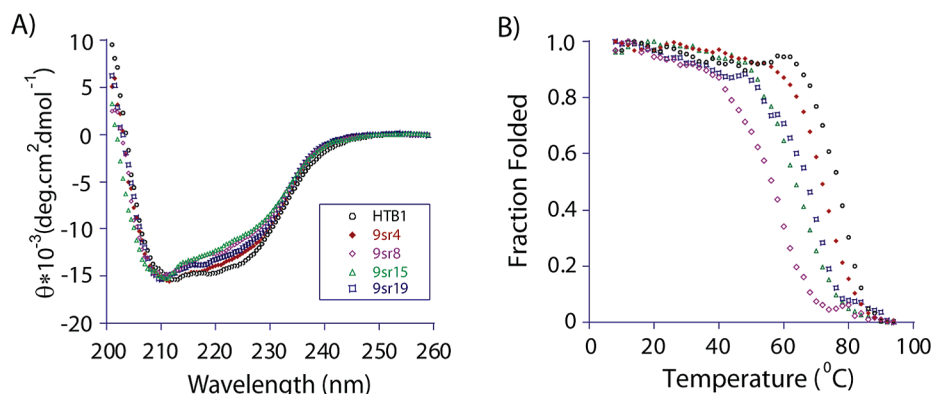 A)
10
5
0
-5
-10
-15
-20
θ*10⁻³(deg.cm².dmol⁻¹)
200 210 220 230 240 250 260
Wavelength (nm)
HTB1
9sr4
9sr8
9sr15
9sr19
B)
1.0
0.8
0.6
0.4
0.2
0
Fraction Folded
0 20 40 60 80 100
Temperature (⁰C)